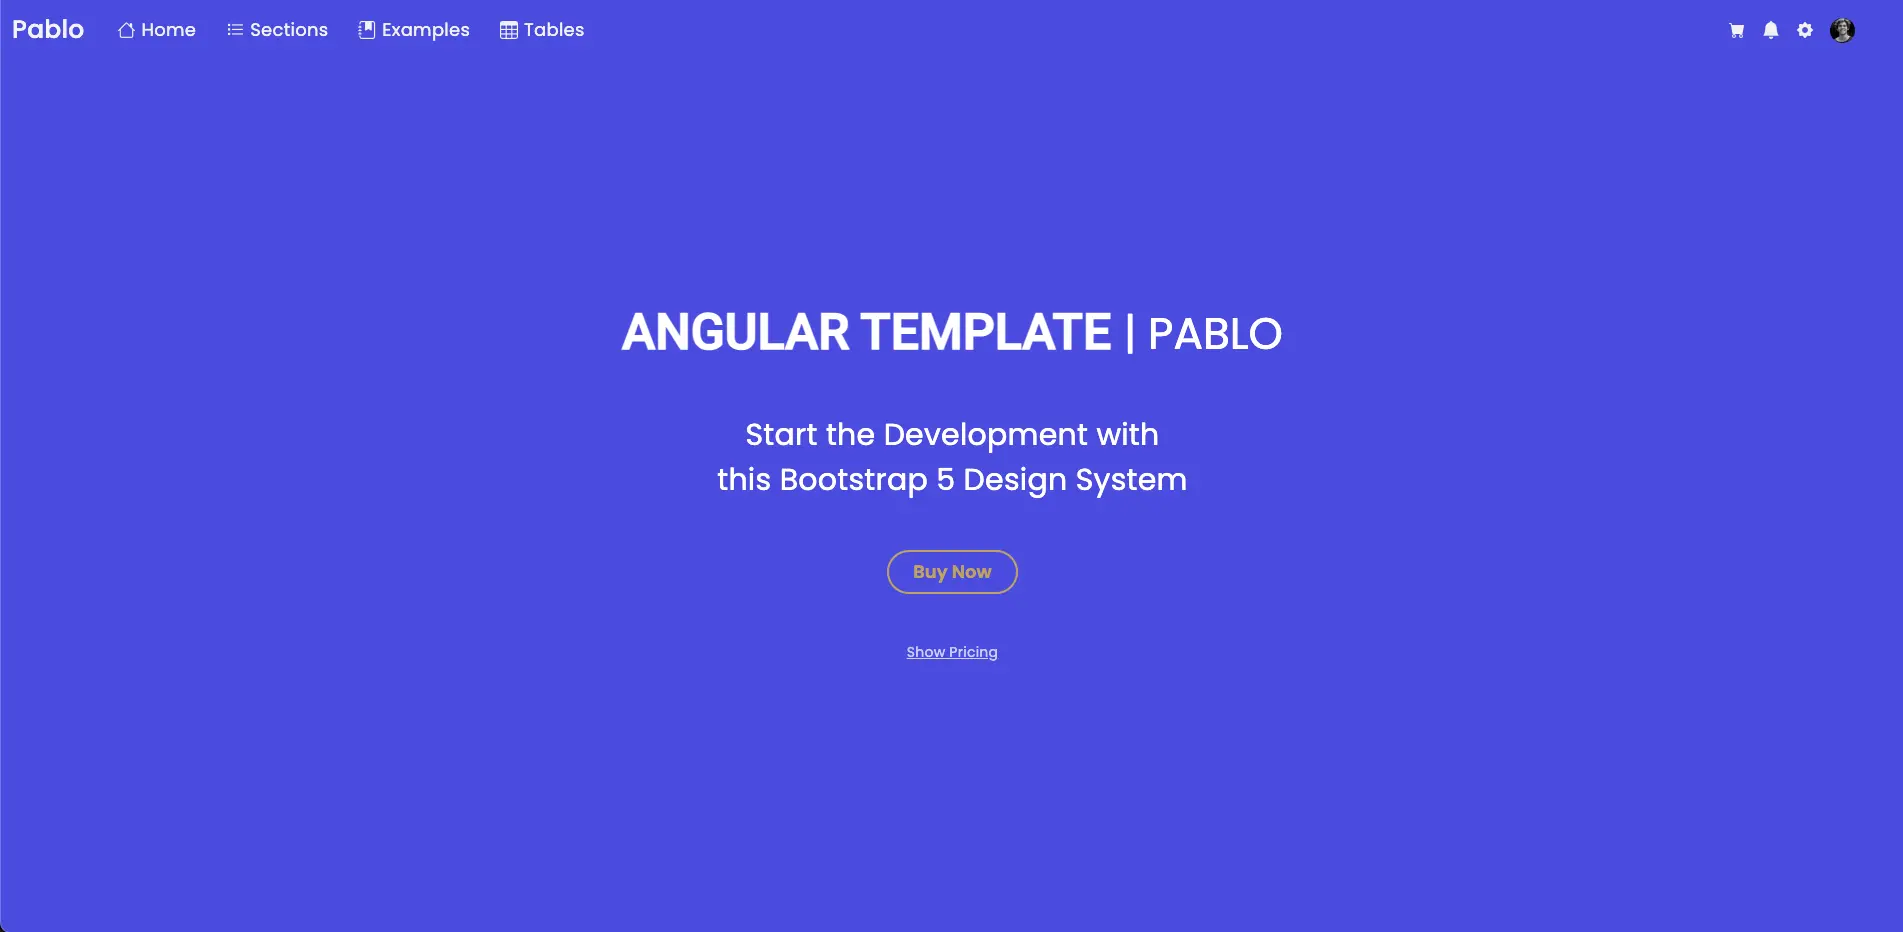 Pablo Home Sections Examples Tables
ANGULAR TEMPLATE | PABLO
Start the Development with
this Bootstrap 5 Design System
Buy Now
Show Pricing